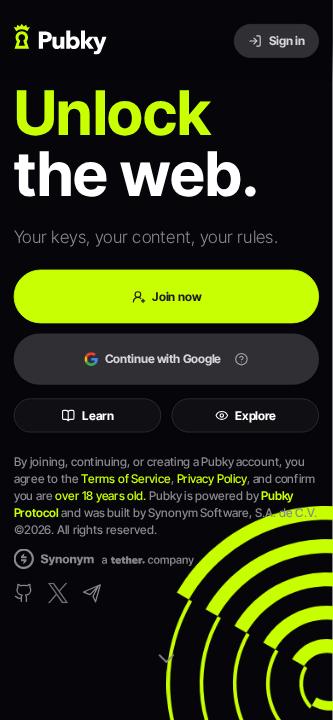 Pubky
Sign in
Unlock
the web.
Your keys, your content, your rules.
Join now
Continue with Google
Learn
Explore
By joining, continuing, or creating a Pubky account, you
agree to the Terms of Service, Privacy Policy, and confirm
you are over 18 years old. Pubky is powered by Pubky
Protocol and was built by Synonym Software, S.A. de C.V.
©2026. All rights reserved.
Synonym a tether. company